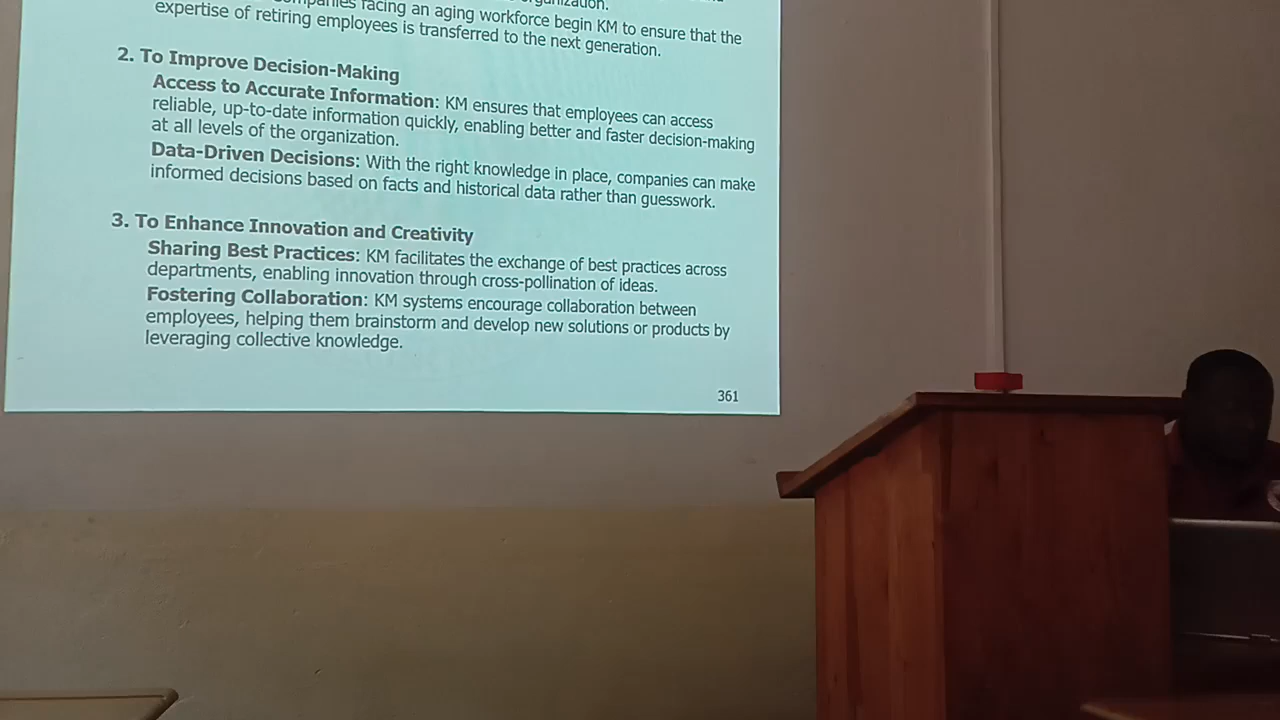 companies facing an aging workforce begin KM to ensure that the
expertise of retiring employees is transferred to the next generation.
2. To Improve Decision-Making
Access to Accurate Information: KM ensures that employees can access
reliable, up-to-date information quickly, enabling better and faster decision-making
at all levels of the organization.
Data-Driven Decisions: With the right knowledge in place, companies can make
informed decisions based on facts and historical data rather than guesswork.
3. To Enhance Innovation and Creativity
Sharing Best Practices: KM facilitates the exchange of best practices across
departments, enabling innovation through cross-pollination of ideas.
Fostering Collaboration: KM systems encourage collaboration between
employees, helping them brainstorm and develop new solutions or products by
leveraging collective knowledge.
361